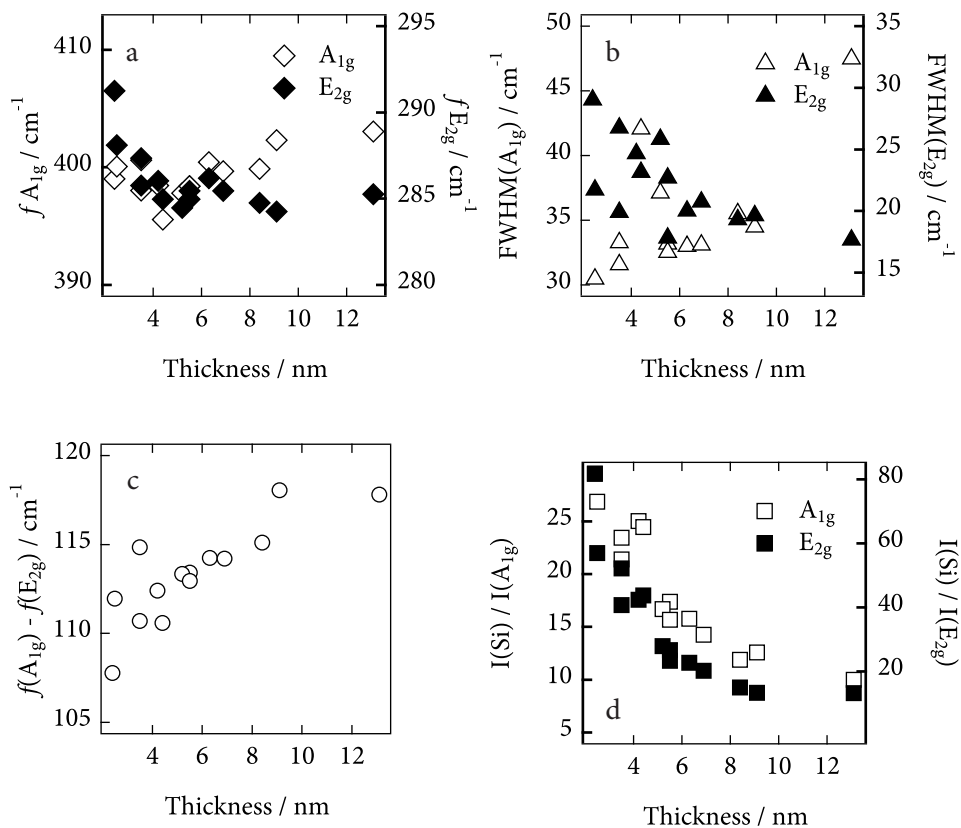 a
A1g
E2g
410
400
390
295
290
285
280
f A1g / cm-1
f E2g / cm-1
4 6 8 10 12
Thickness / nm
b
A1g
E2g
50
45
40
35
30
35
30
25
20
15
FWHM(A1g) / cm-1
FWHM(E2g) / cm-1
4 6 8 10 12
Thickness / nm
c
120
115
110
105
f(A1g) - f(E2g) / cm-1
4 6 8 10 12
Thickness / nm
d
A1g
E2g
25
20
15
10
5
80
60
40
20
I(Si) / I(A1g)
I(Si) / I(E2g)
4 6 8 10 12
Thickness / nm